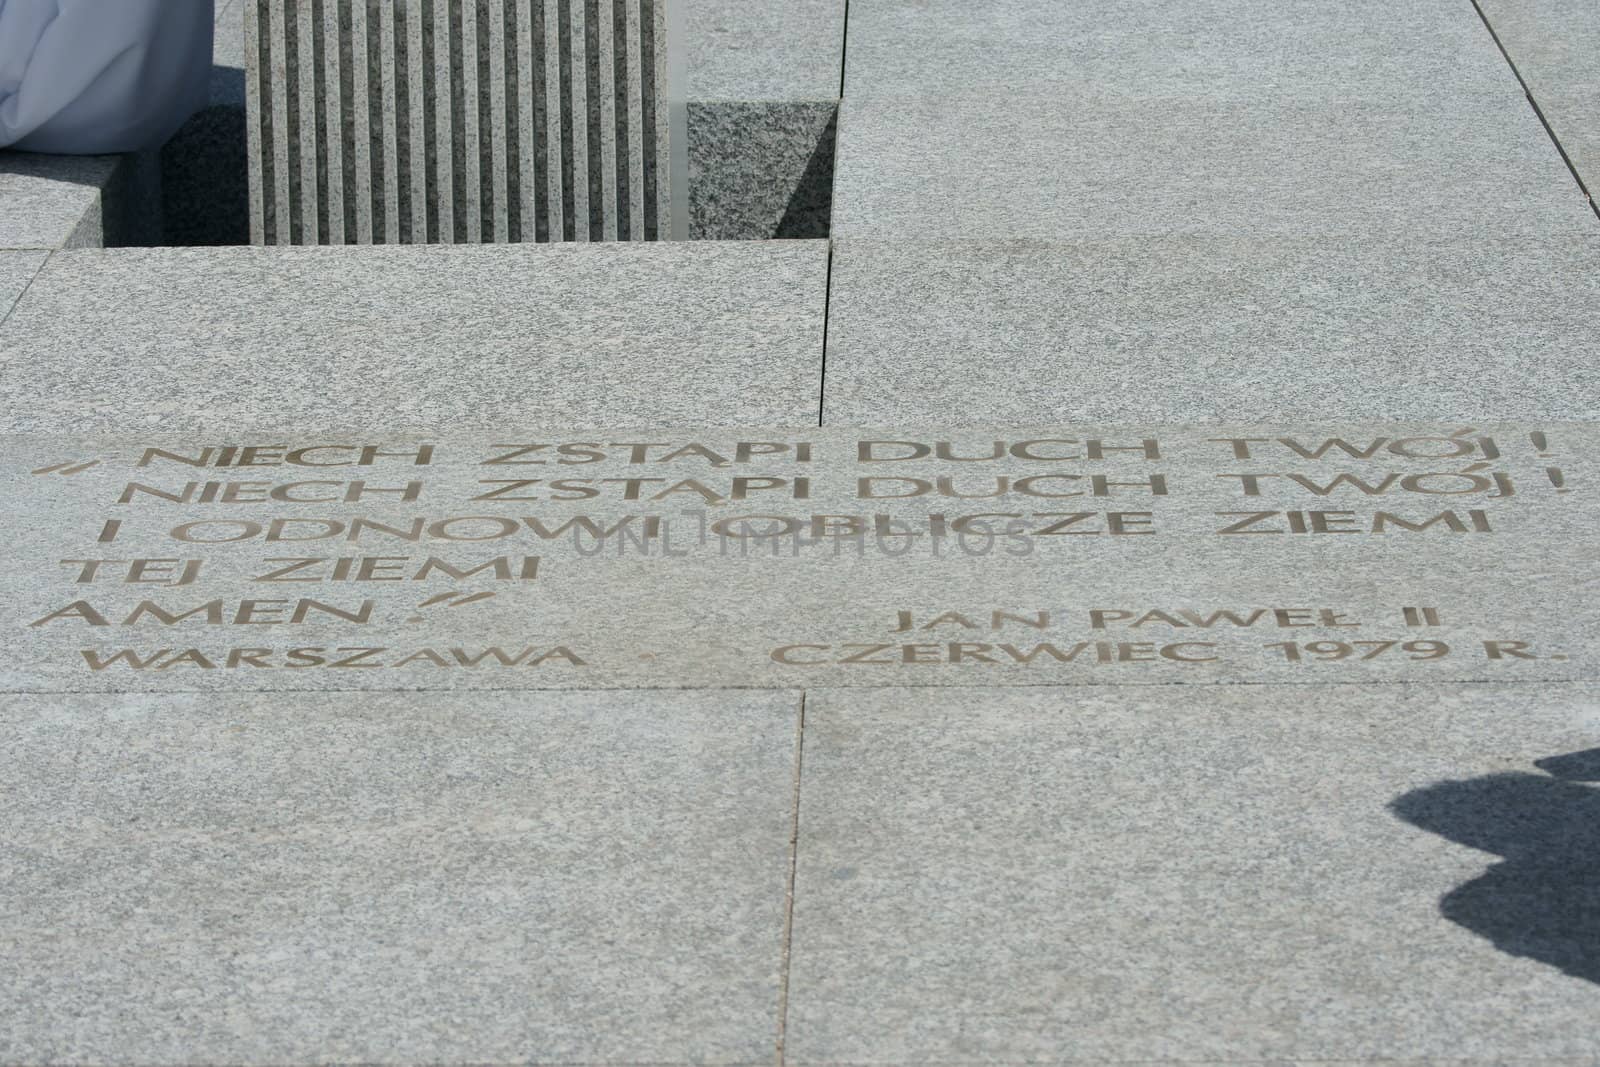 "NIECH ZSTĄPI DUCH TWÓJ!
NIECH ZSTĄPI DUCH TWÓJ!
I ODNOWI OBLICZE ZIEMI
TEJ ZIEMI
AMEN."
JAN PAWEŁ II
WARSZAWA · CZERWIEC 1979 R.